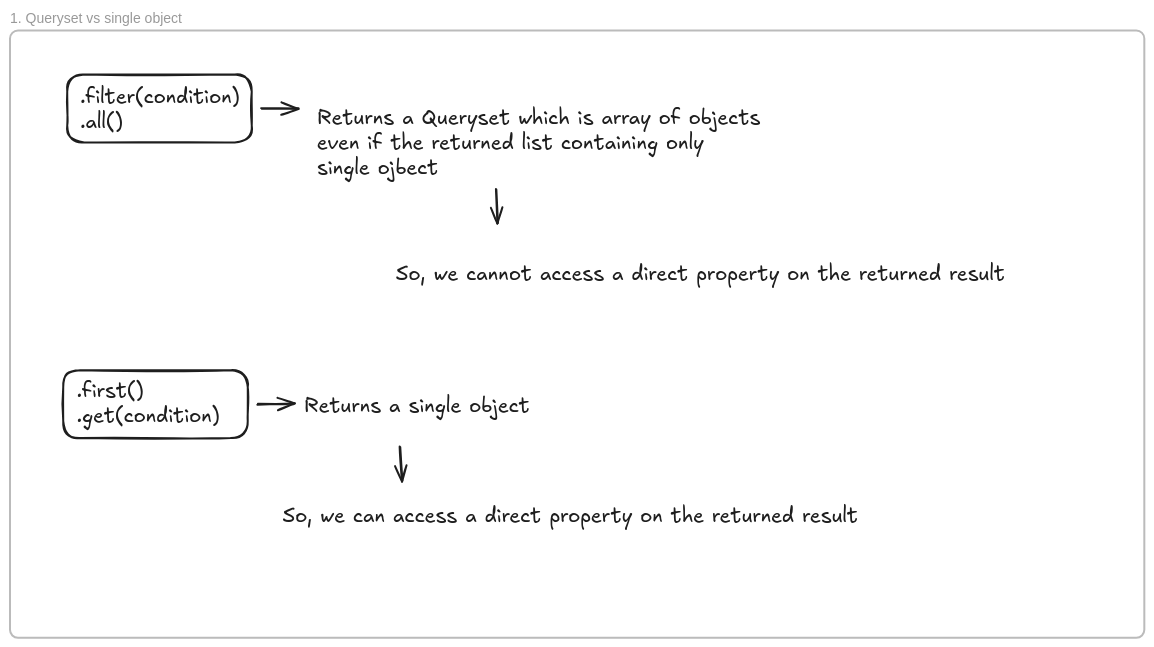 1. Queryset vs single object
.filter(condition)
.all()
Returns a Queryset which is array of objects
even if the returned list containing only
single ojbect
So, we cannot access a direct property on the returned result
.first()
.get(condition)
Returns a single object
So, we can access a direct property on the returned result